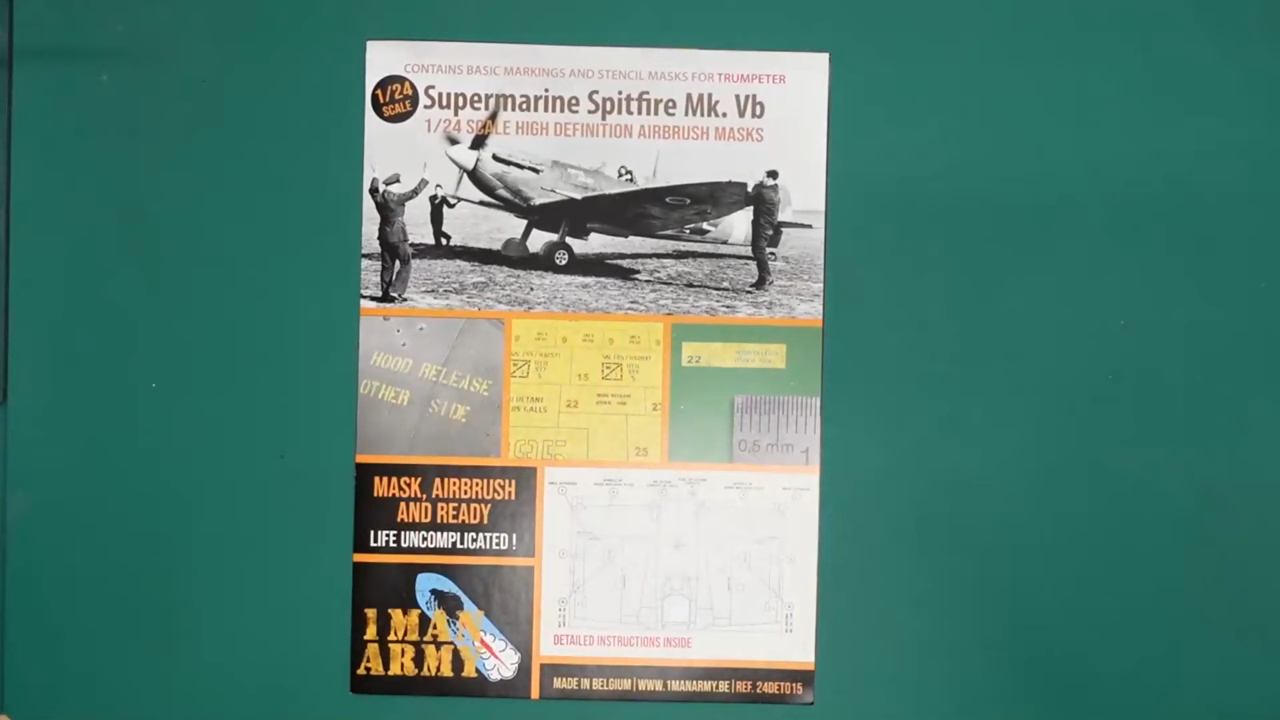 CONTAINS BASIC MARKINGS AND STENCIL MASKS FOR TRUMPETER
1/24
SCALE
Supermarine Spitfire Mk. Vb
1/24 SCALE HIGH DEFINITION AIRBRUSH MASKS
HOOD RELEASE
OTHER SIDE
15
22
25
22
0,5 mm 1
MASK, AIRBRUSH
AND READY
LIFE UNCOMPLICATED !
1 MAN
ARMY
DETAILED INSTRUCTIONS INSIDE
MADE IN BELGIUM | WWW.1MANARMY.BE | REF. 24DET015